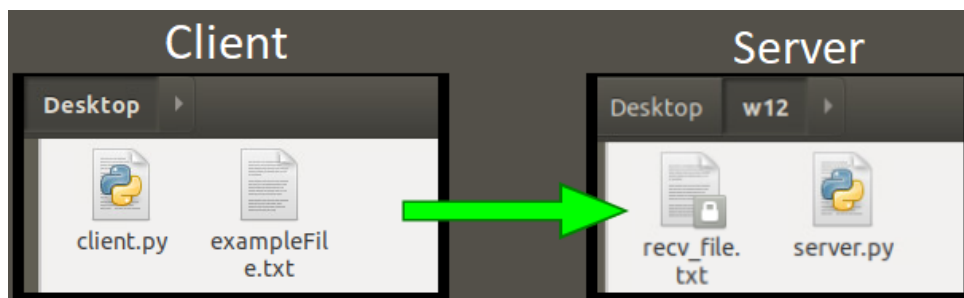 Client
Server
Desktop
Desktop w12
client.py
exampleFil
e.txt
recv_file.
txt
server.py